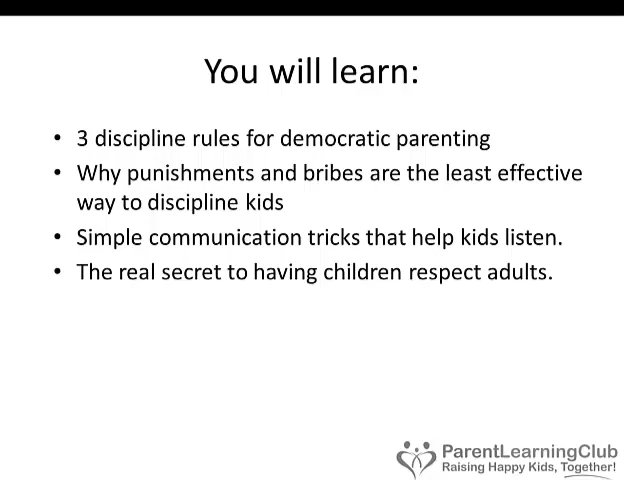 You will learn:
• 3 discipline rules for democratic parenting
• Why punishments and bribes are the least effective
way to discipline kids
• Simple communication tricks that help kids listen.
• The real secret to having children respect adults.
ParentLearningClub
Raising Happy Kids, Together!